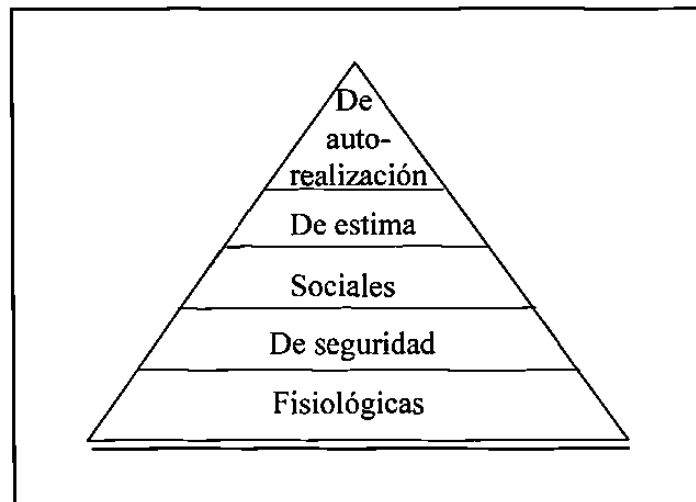 De
auto-
realización
De estima
Sociales
De seguridad
Fisiológicas